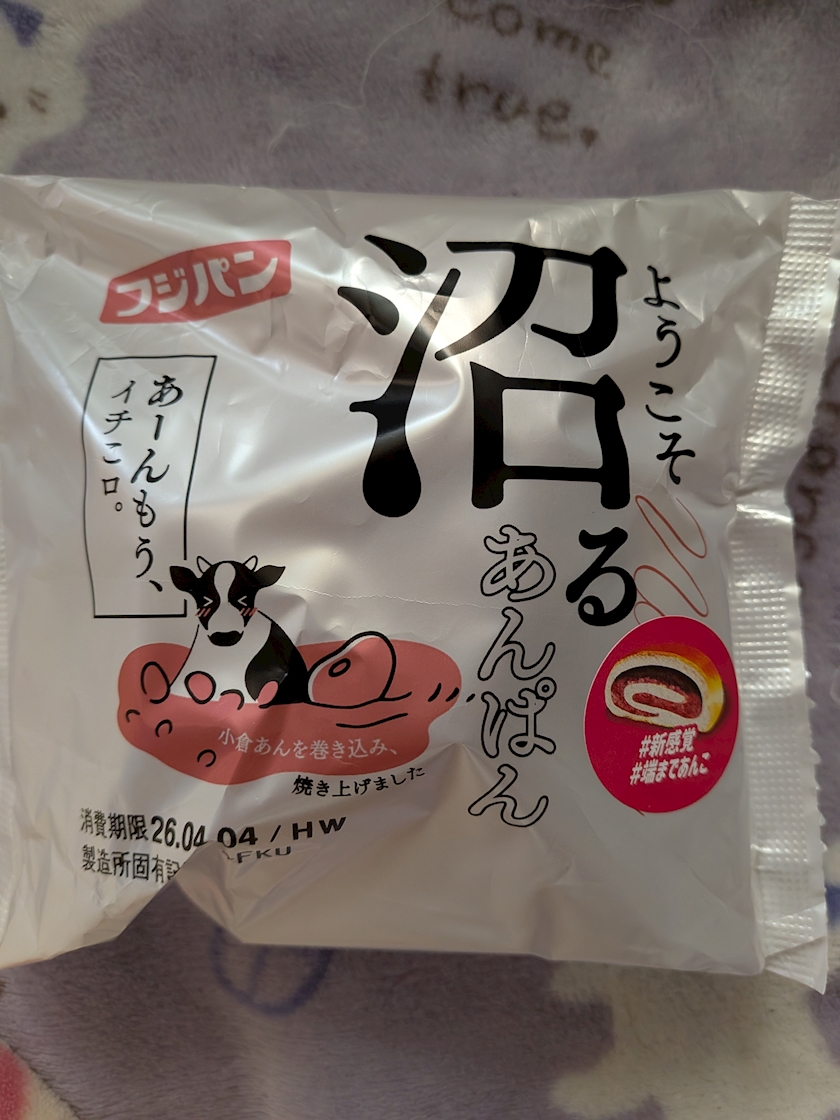 come
true.
フジパン
ようこそ
沼る
あんぱん
あーんもう、
イチコロ。
小倉あんを巻き込み、
焼き上げました
#新感覚
#端まであんこ
消費期限 26.04.04 / HW
製造所固有記 -FKU